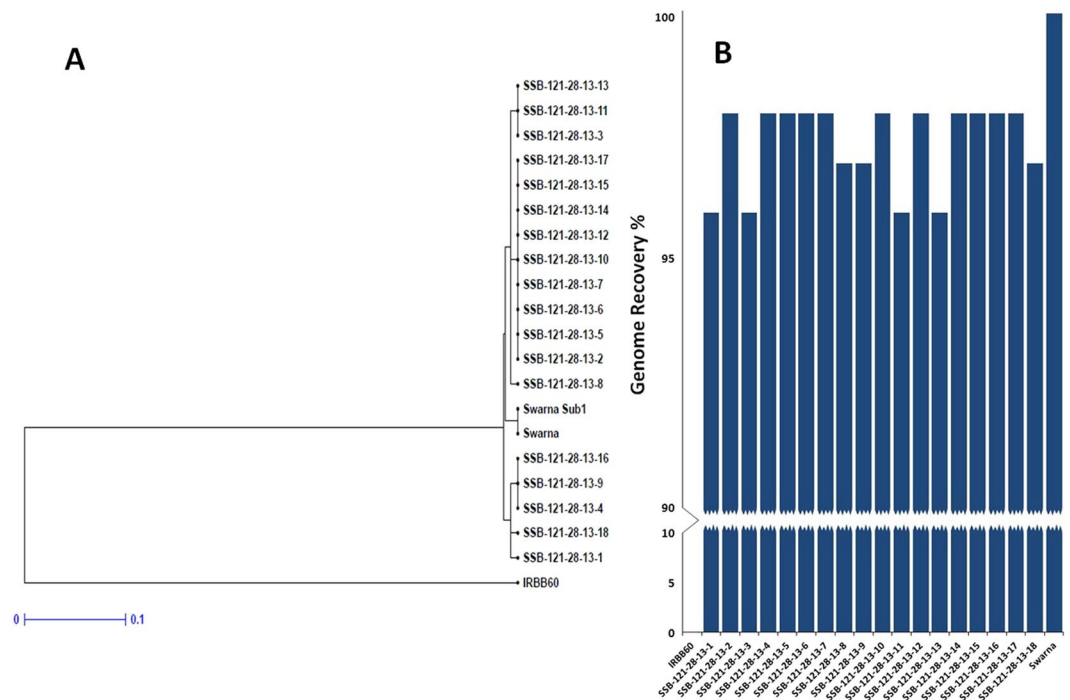 A
SSB-121-28-13-13
SSB-121-28-13-11
SSB-121-28-13-3
SSB-121-28-13-17
SSB-121-28-13-15
SSB-121-28-13-14
SSB-121-28-13-12
SSB-121-28-13-10
SSB-121-28-13-7
SSB-121-28-13-6
SSB-121-28-13-5
SSB-121-28-13-2
SSB-121-28-13-8
Swarna Sub1
Swarna
SSB-121-28-13-16
SSB-121-28-13-9
SSB-121-28-13-4
SSB-121-28-13-18
SSB-121-28-13-1
IRBB60
0 0.1
B
Genome Recovery %
100
95
90
10
5
0
IRBB60
SSB-121-28-13-1
SSB-121-28-13-2
SSB-121-28-13-3
SSB-121-28-13-4
SSB-121-28-13-5
SSB-121-28-13-6
SSB-121-28-13-7
SSB-121-28-13-8
SSB-121-28-13-9
SSB-121-28-13-10
SSB-121-28-13-11
SSB-121-28-13-12
SSB-121-28-13-13
SSB-121-28-13-14
SSB-121-28-13-15
SSB-121-28-13-16
SSB-121-28-13-17
SSB-121-28-13-18
Swarna